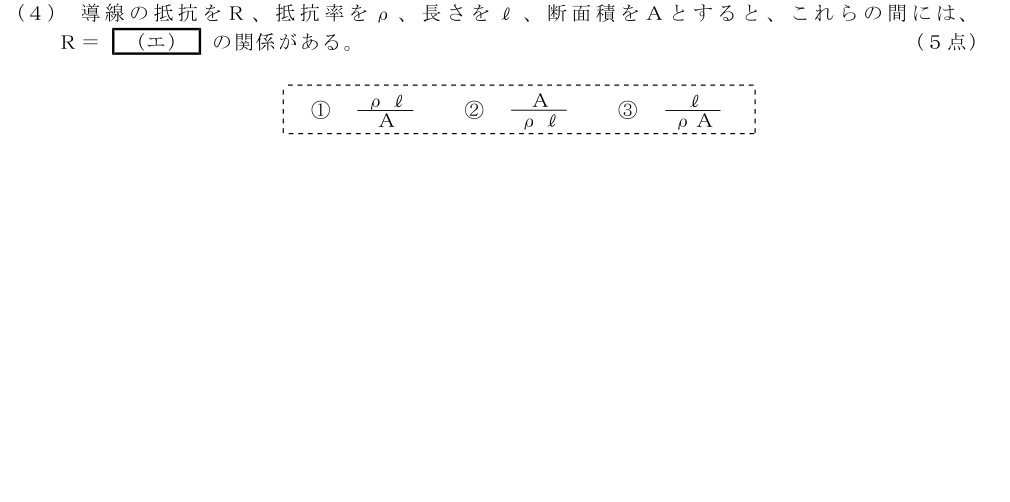 （４） 導線の抵抗をＲ、抵抗率をρ、長さをℓ、断面積をＡとすると、これらの間には、
Ｒ＝ （エ） の関係がある。 （５点）
① ρℓ/Ａ ② Ａ/ρℓ ③ ℓ/ρＡ